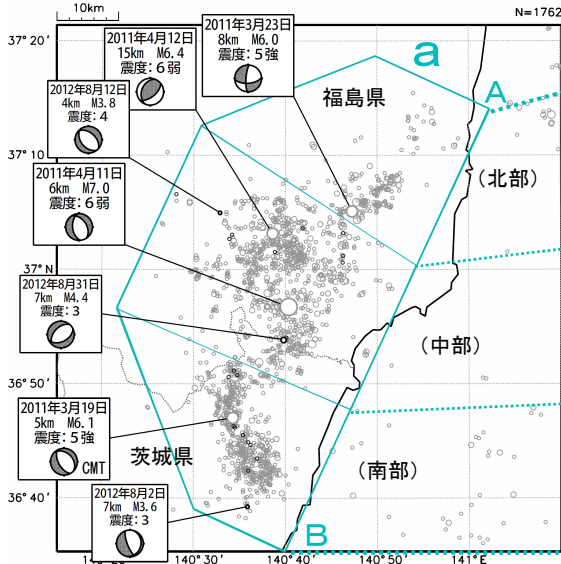 10km
N=1762
37°20'
37°10'
37°N
36°50'
36°40'
2011年4月12日
15km M6.4
震度:6弱
2011年3月23日
8km M6.0
震度:5強
2012年8月12日
4km M3.8
震度: 4
2011年4月11日
6km M7.0
震度:6弱
2012年8月31日
7km M4.4
震度:3
2011年3月19日
5km M6.1
震度:5強
CMT
2012年8月2日
7km M3.6
震度:3
福島県
茨城県
a
A
B
(北部)
(中部)
(南部)
140°20'
140°30'
140°40'
140°50'
141°E